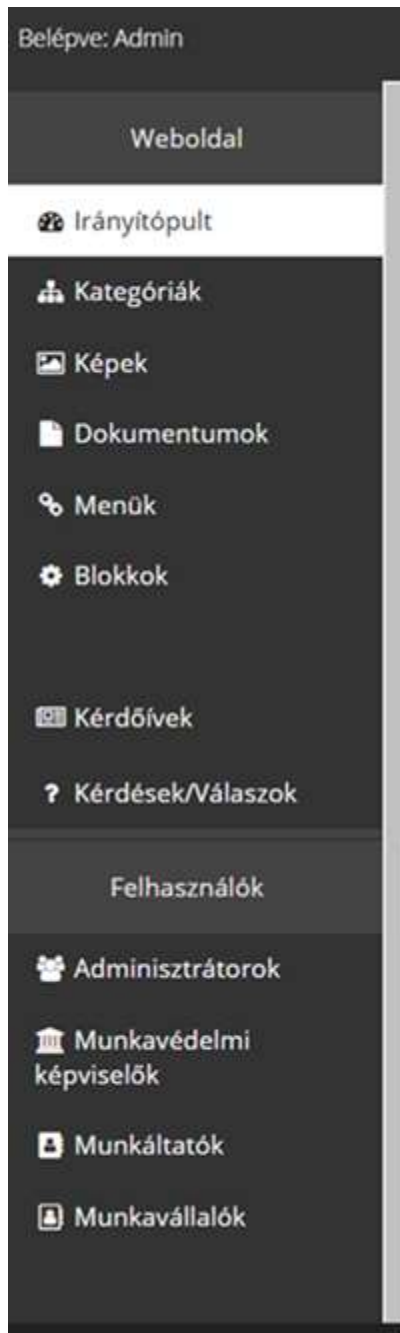 Belépve: Admin
Weboldal
Irányítópult
Kategóriák
Képek
Dokumentumok
Menük
Blokkok
Kérdőívek
? Kérdések/Válaszok
Felhasználók
Adminisztrátorok
Munkavédelmi
képviselők
Munkáltatók
Munkavállalók